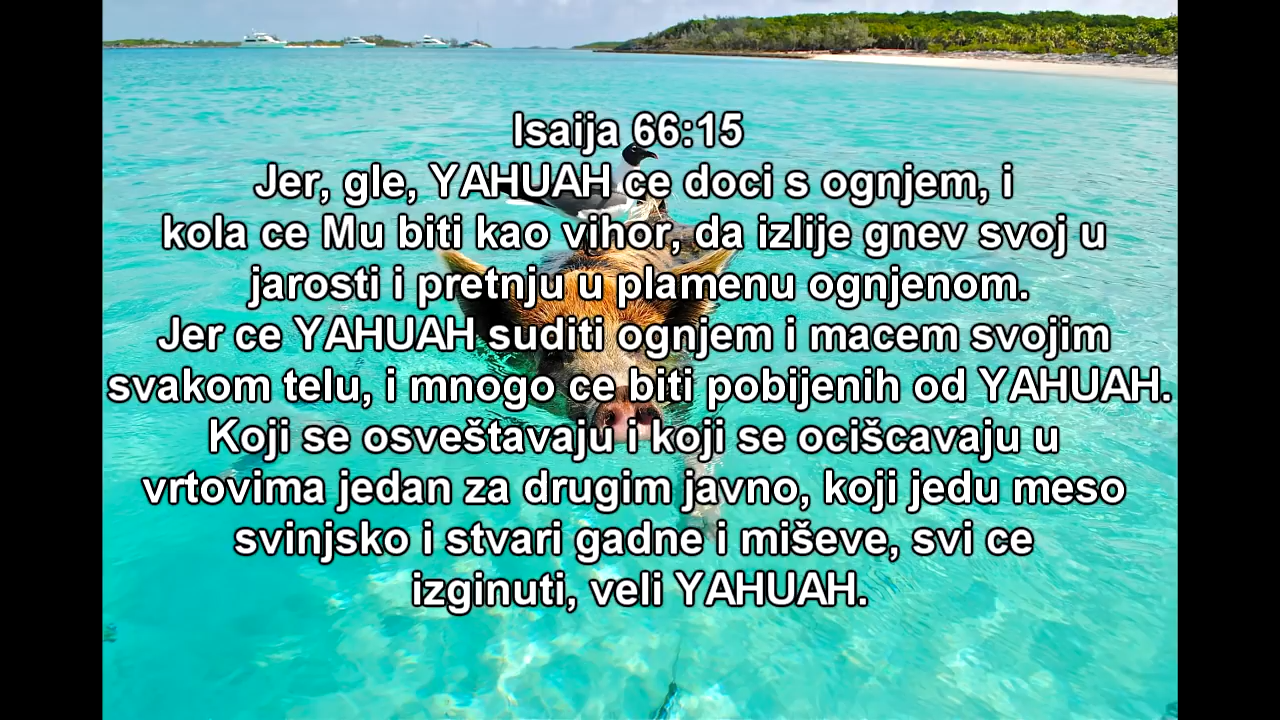 Isaija 66:15
Jer, gle, YAHUAH ce doci s ognjem, i
kola ce Mu biti kao vihor, da izlije gnev svoj u
jarosti i pretnju u plamenu ognjenom.
Jer ce YAHUAH suditi ognjem i macem svojim
svakom telu, i mnogo ce biti pobijenih od YAHUAH.
Koji se osveštavaju i koji se ocišcavaju u
vrtovima jedan za drugim javno, koji jedu meso
svinjsko i stvari gadne i miševe, svi ce
izginuti, veli YAHUAH.